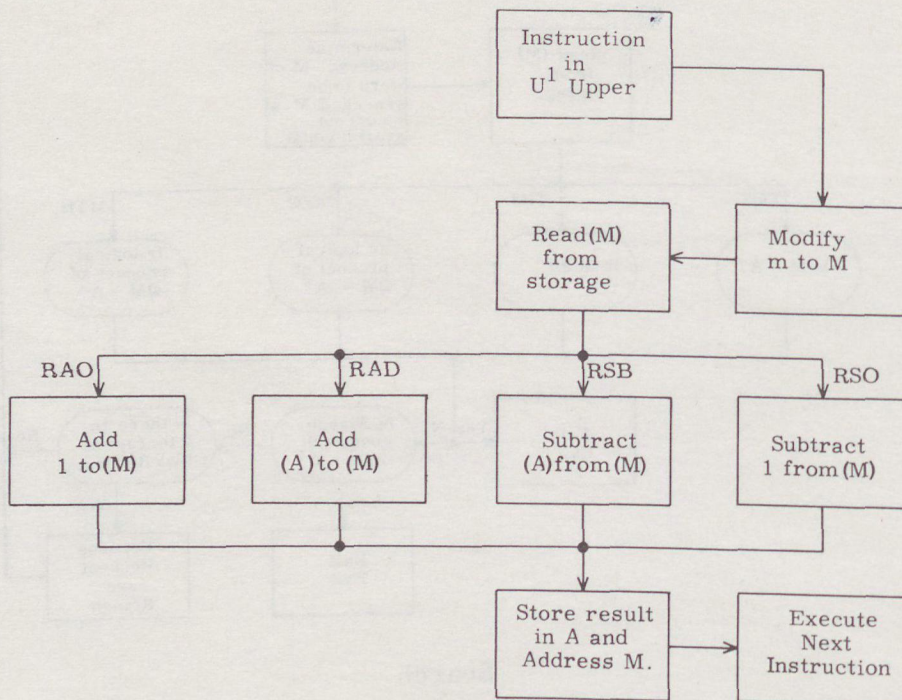 Instruction
in
U¹ Upper
Read(M)
from
storage
Modify
m to M
RAO
RAD
RSB
RSO
Add
1 to(M)
Add
(A)to (M)
Subtract
(A)from(M)
Subtract
1 from(M)
Store result
in A and
Address M.
Execute
Next
Instruction